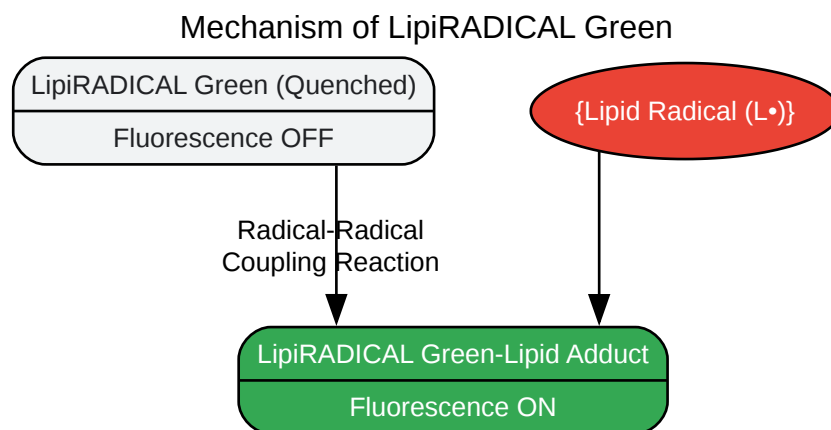 Mechanism of LipiRADICAL Green
LipiRADICAL Green (Quenched)
Fluorescence OFF
{Lipid Radical (L•)}
Radical-Radical
Coupling Reaction
LipiRADICAL Green-Lipid Adduct
Fluorescence ON